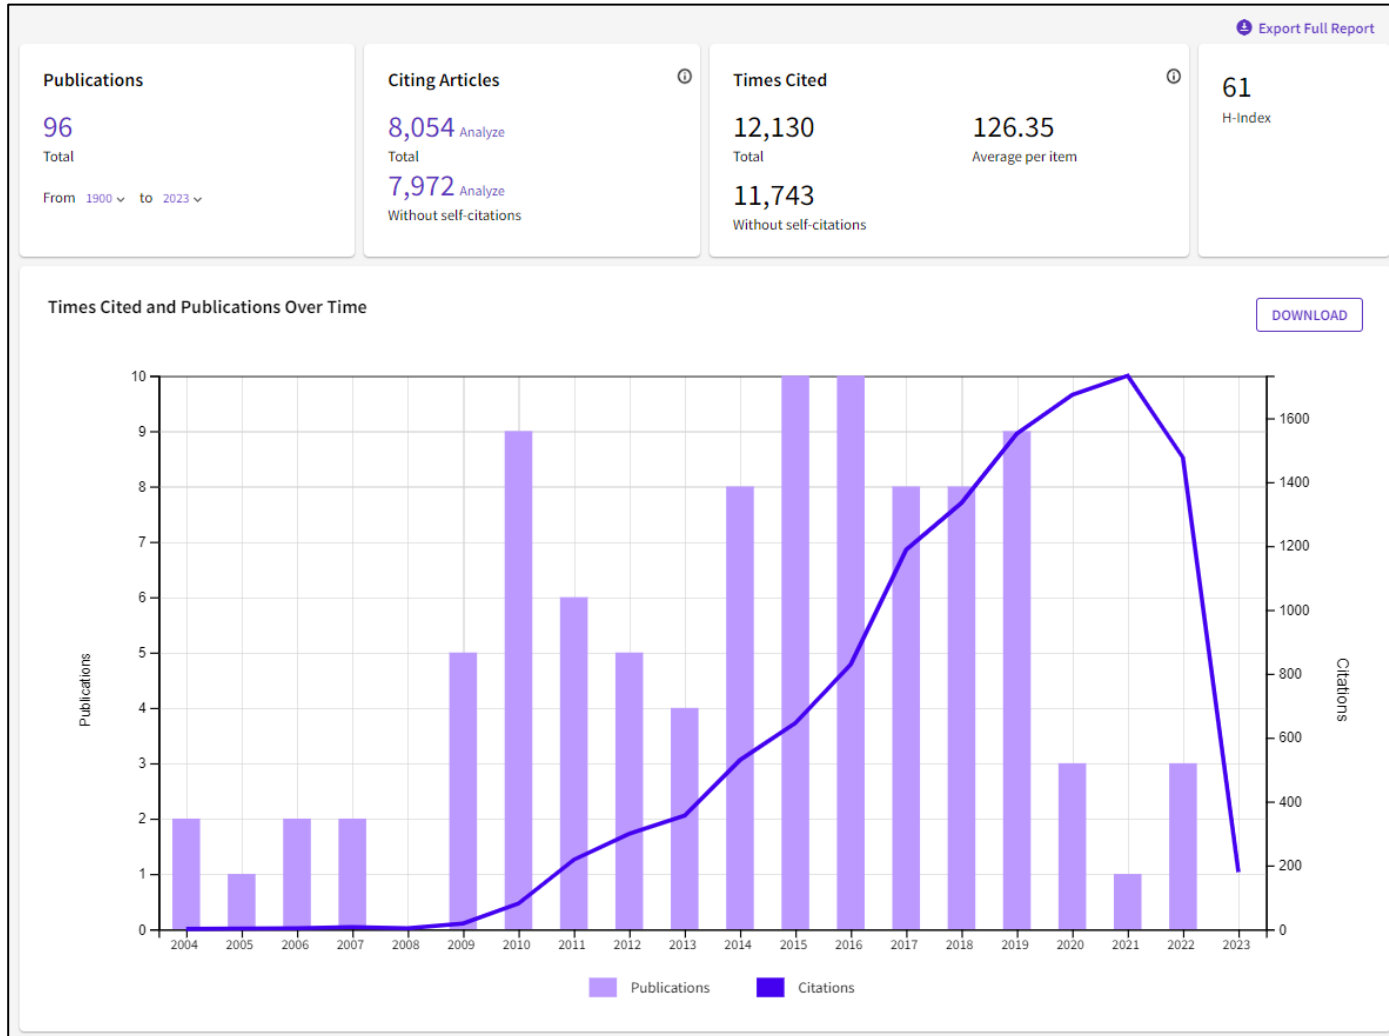 Export Full Report
Publications
96
Total
From 1900 to 2023
Citing Articles
8,054 Analyze
Total
7,972 Analyze
Without self-citations
Times Cited
12,130
Total
126.35
Average per item
11,743
Without self-citations
61
H-Index
Times Cited and Publications Over Time
DOWNLOAD
10
9
8
7
6
5
4
3
2
1
0
Publications
1600
1400
1200
1000
800
600
400
200
0
Citations
2004 2005 2006 2007 2008 2009 2010 2011 2012 2013 2014 2015 2016 2017 2018 2019 2020 2021 2022 2023
Publications Citations